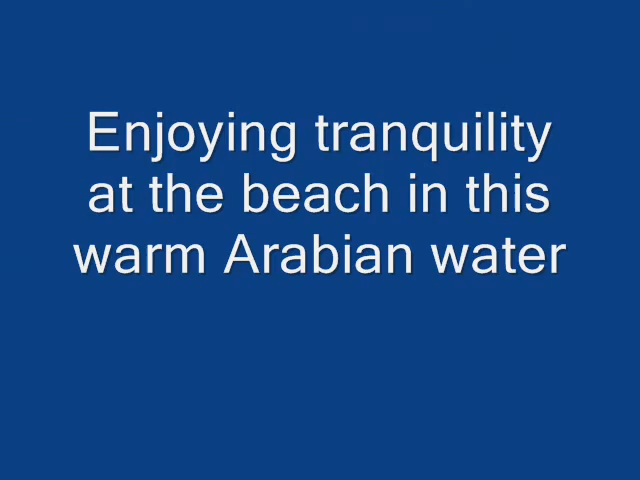 Enjoying tranquility
at the beach in this
warm Arabian water